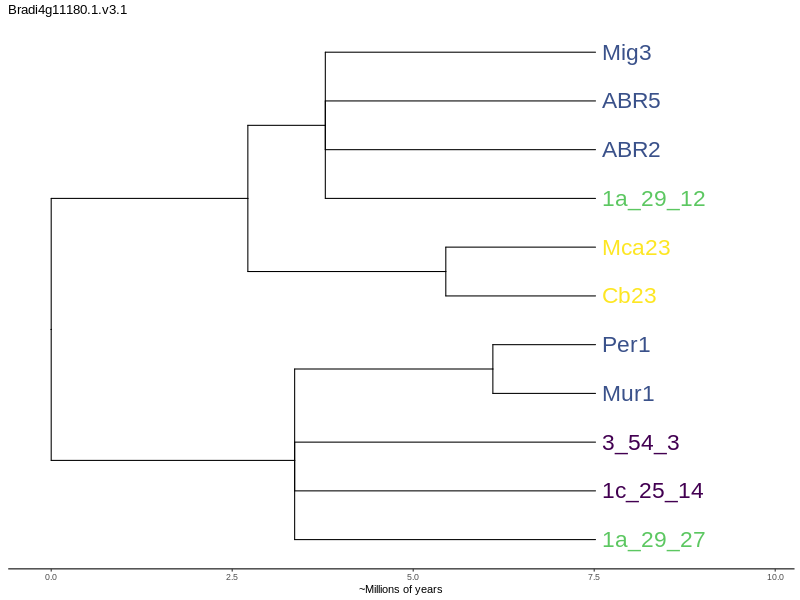 Bradi4g11180.1.v3.1
Mig3
ABR5
ABR2
1a_29_12
Mca23
Cb23
Per1
Mur1
3_54_3
1c_25_14
1a_29_27
0.0 2.5 5.0 7.5 10.0
~Millions of years